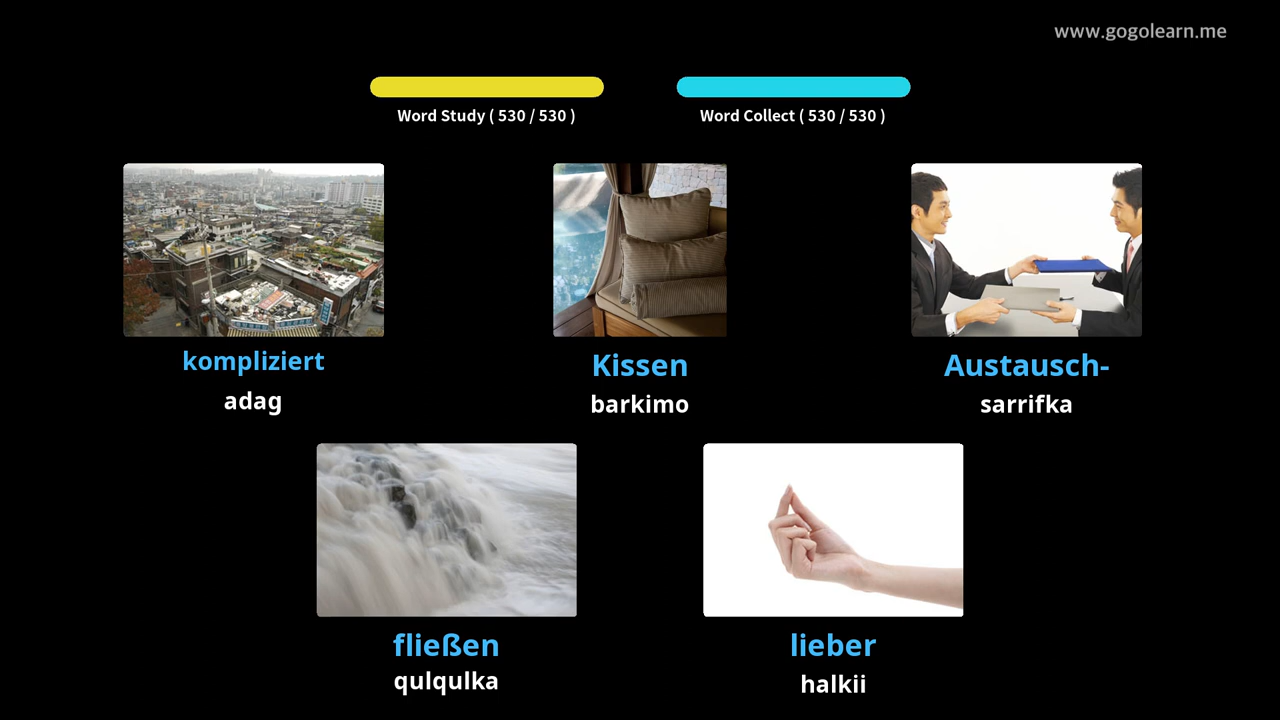 www.gogolearn.me
Word Study ( 530 / 530 )
Word Collect ( 530 / 530 )
kompliziert
adag
Kissen
barkimo
Austausch-
sarrifka
fließen
qulqulka
lieber
halkii